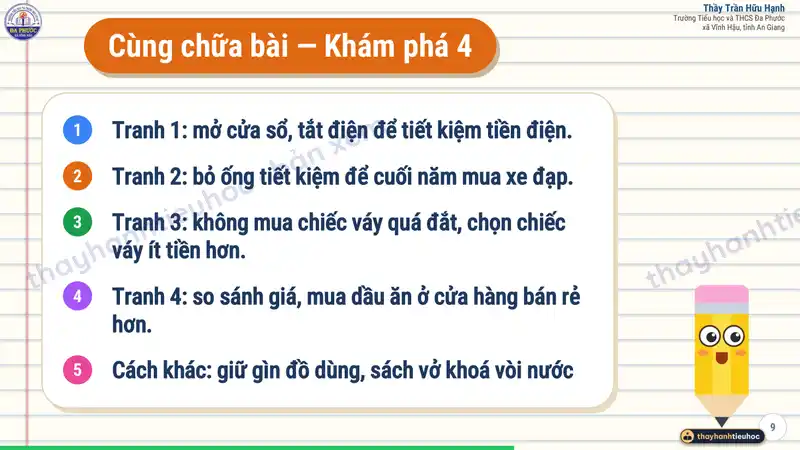 Thầy Trần Hữu Hạnh
Trường Tiểu học và THCS Đa Phước
xã Vĩnh Hậu, tỉnh An Giang
ĐA PHƯỚC
Cùng chữa bài — Khám phá 4
1 Tranh 1: mở cửa sổ, tắt điện để tiết kiệm tiền điện.
2 Tranh 2: bỏ ống tiết kiệm để cuối năm mua xe đạp.
3 Tranh 3: không mua chiếc váy quá đắt, chọn chiếc
váy ít tiền hơn.
4 Tranh 4: so sánh giá, mua dầu ăn ở cửa hàng bán rẻ
hơn.
5 Cách khác: giữ gìn đồ dùng, sách vở khoá vòi nước
9
thayhanhtieuhoc